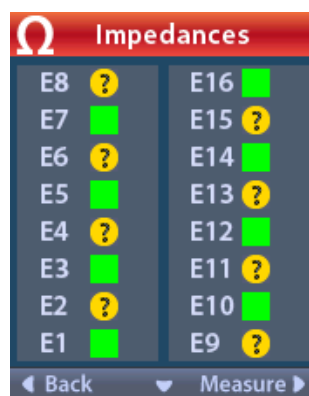 Ω Impedances
E8 ? E16
E7 E15 ?
E6 ? E14
E5 E13 ?
E4 ? E12
E3 E11 ?
E2 ? E10
E1 E9 ?
Back Measure